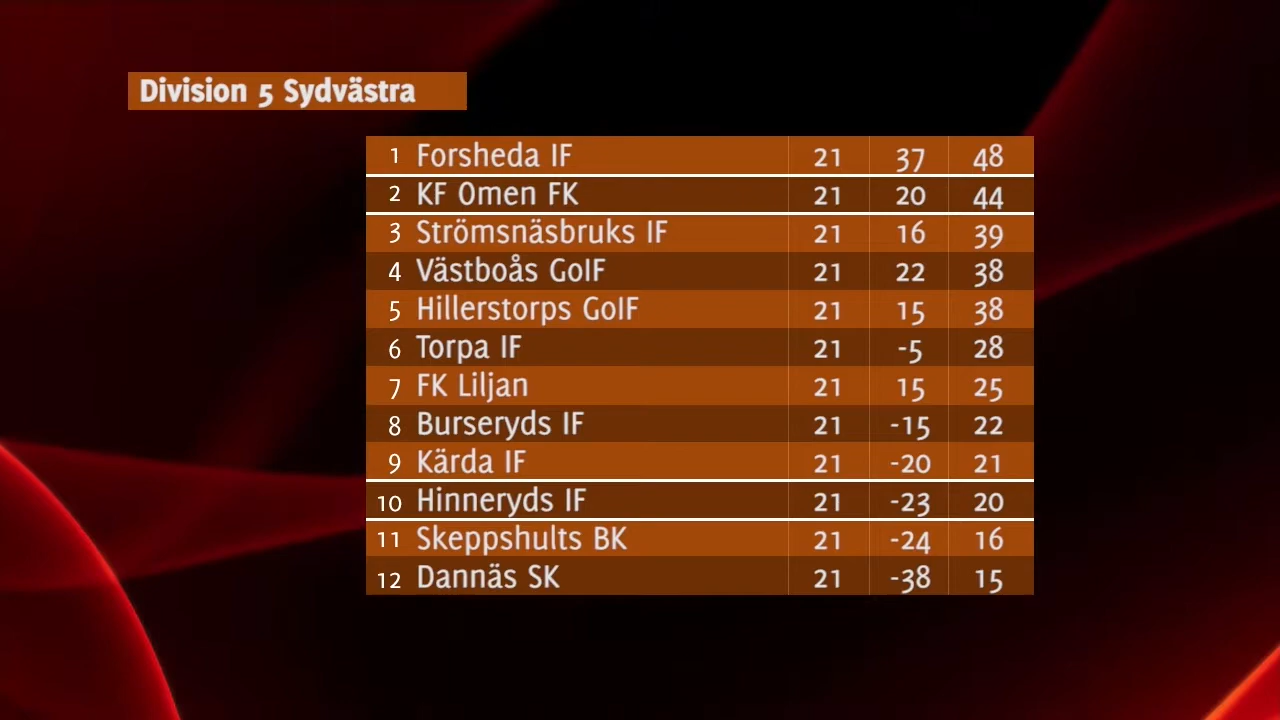 Division 5 Sydvästra
1 Forsheda IF 21 37 48
2 KF Omen FK 21 20 44
3 Strömsnäsbruks IF 21 16 39
4 Västboås GoIF 21 22 38
5 Hillerstorps GoIF 21 15 38
6 Torpa IF 21 -5 28
7 FK Liljan 21 15 25
8 Burseryds IF 21 -15 22
9 Kärda IF 21 -20 21
10 Hinneryds IF 21 -23 20
11 Skeppshults BK 21 -24 16
12 Dannäs SK 21 -38 15